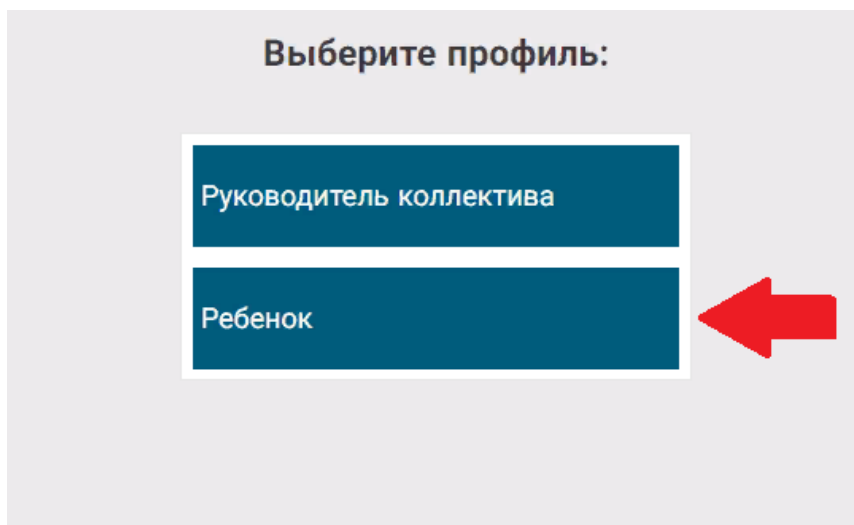 Выберите профиль:
Руководитель коллектива
Ребенок